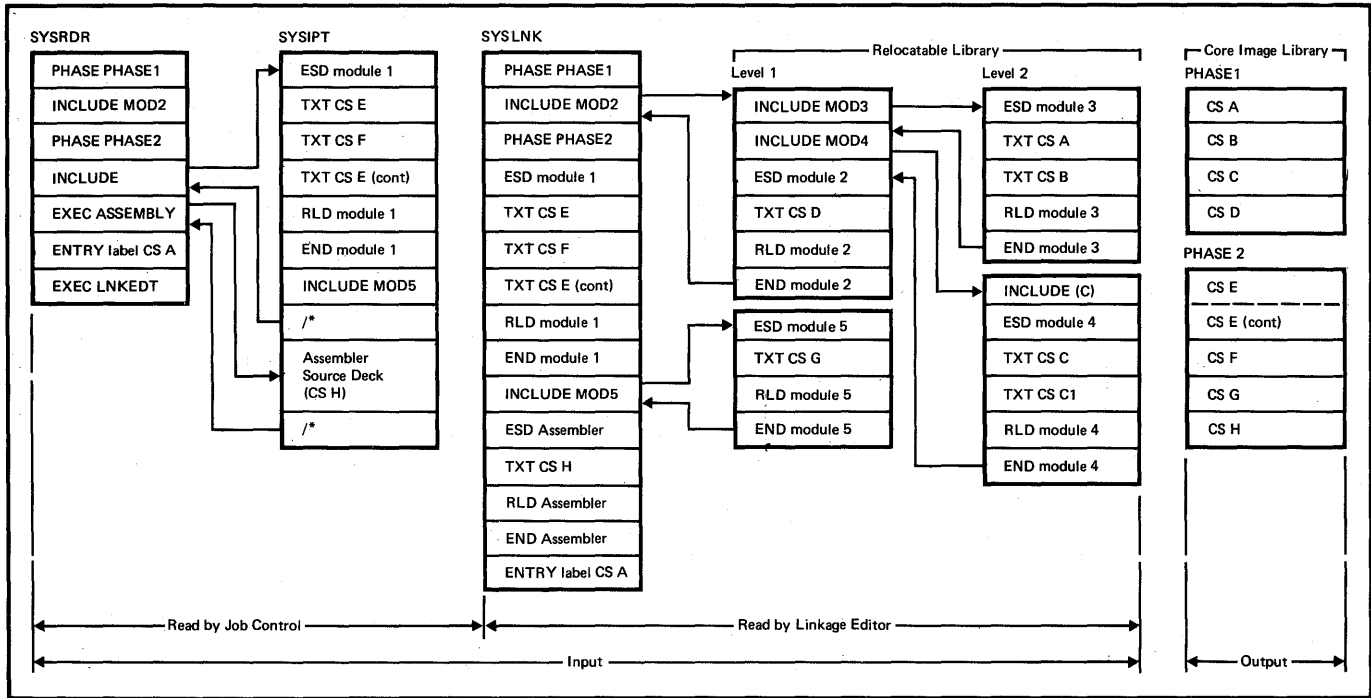 SYSRDR
PHASE PHASE1
INCLUDE MOD2
PHASE PHASE2
INCLUDE
EXEC ASSEMBLY
ENTRY label CS A
EXEC LNKEDT
SYSIPT
ESD module 1
TXT CS E
TXT CS F
TXT CS E (cont)
RLD module 1
END module 1
INCLUDE MOD5
/*
Assembler
Source Deck
(CS H)
/*
SYSLNK
PHASE PHASE1
INCLUDE MOD2
PHASE PHASE2
ESD module 1
TXT CS E
TXT CS F
TXT CS E (cont)
RLD module 1
END module 1
INCLUDE MOD5
ESD Assembler
TXT CS H
RLD Assembler
END Assembler
ENTRY label CS A
Relocatable Library
Level 1
INCLUDE MOD3
INCLUDE MOD4
ESD module 2
TXT CS D
RLD module 2
END module 2
ESD module 5
TXT CS G
RLD module 5
END module 5
Level 2
ESD module 3
TXT CS A
TXT CS B
RLD module 3
END module 3
INCLUDE (C)
ESD module 4
TXT CS C
TXT CS C1
RLD module 4
END module 4
Core Image Library
PHASE1
CS A
CS B
CS C
CS D
PHASE 2
CS E
CS E (cont)
CS F
CS G
CS H
Read by Job Control
Read by Linkage Editor
Input
Output